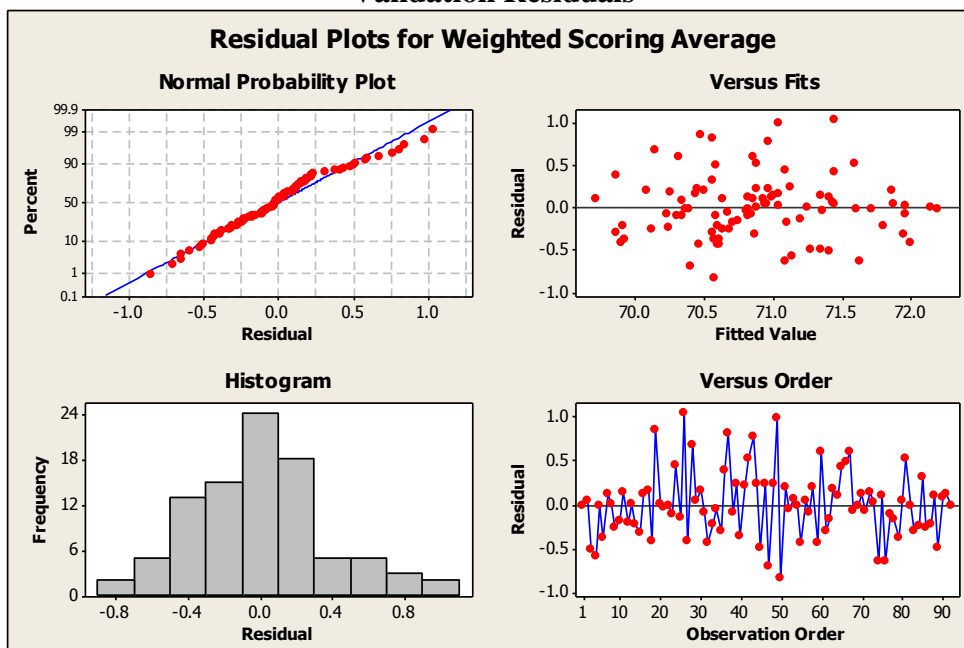 Validation Residuals
Residual Plots for Weighted Scoring Average
Normal Probability Plot
99.9
99
90
50
10
1
0.1
Percent
-1.0 -0.5 0.0 0.5 1.0
Residual
Versus Fits
1.0
0.5
0.0
-0.5
-1.0
Residual
70.0 70.5 71.0 71.5 72.0
Fitted Value
Histogram
24
18
12
6
0
Frequency
-0.8 -0.4 0.0 0.4 0.8
Residual
Versus Order
1.0
0.5
0.0
-0.5
-1.0
Residual
1 10 20 30 40 50 60 70 80 90
Observation Order